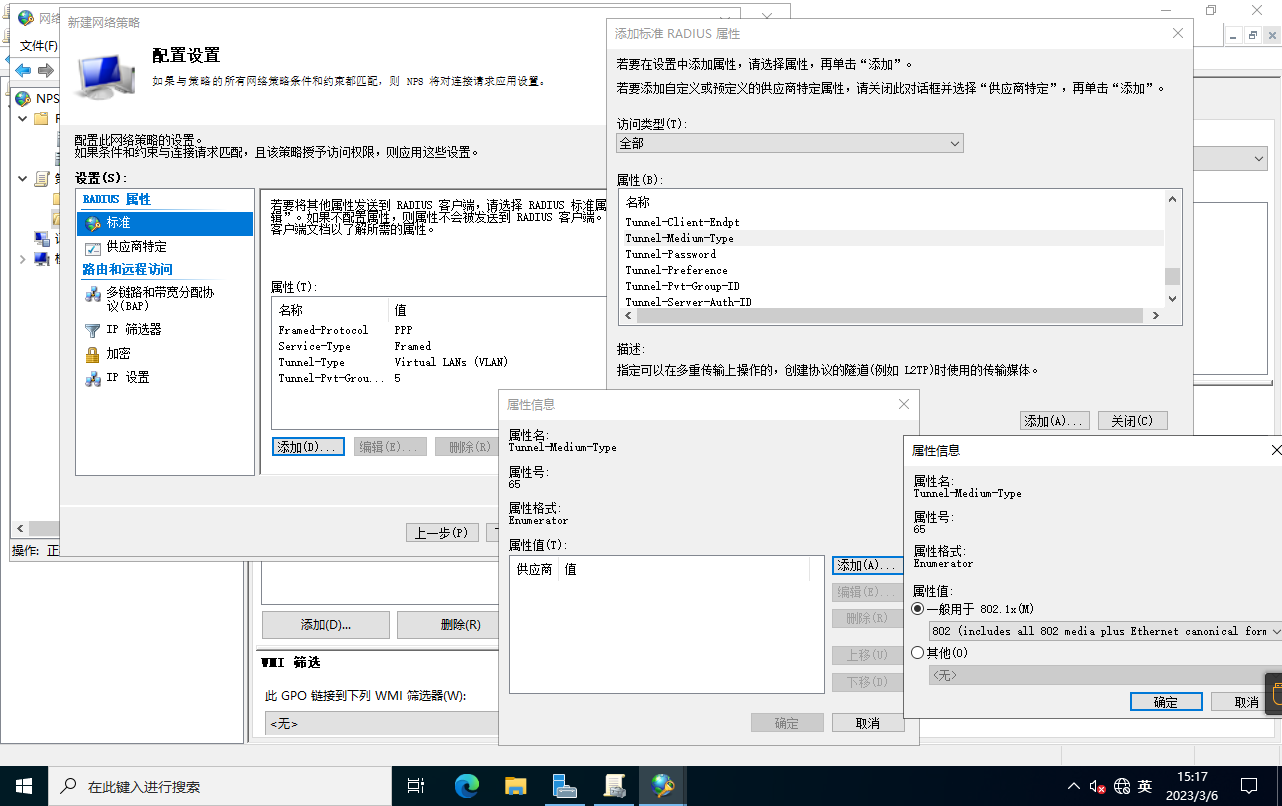 网络
新建网络策略
文件(F)
NPS
操作: 正
配置设置
如果与策略的所有网络策略条件和约束都匹配，则 NPS 将对连接请求应用设置。
配置此网络策略的设置。
如果条件和约束与连接请求匹配，且该策略授予访问权限，则应用这些设置。
设置(S):
RADIUS 属性
标准
供应商特定
路由和远程访问
多链路和带宽分配协
议(BAP)
IP 筛选器
加密
IP 设置
若要将其他属性发送到 RADIUS 客户端，请选择 RADIUS 标准属
辑”。如果不配置属性，则属性不会被发送到 RADIUS 客户端。
客户端文档以了解所需的属性。
属性(T):
名称 值
Framed-Protocol PPP
Service-Type Framed
Tunnel-Type Virtual LANs (VLAN)
Tunnel-Pvt-Grou... 5
添加(D)... 编辑(E)... 删除(R)
上一步(P)
添加标准 RADIUS 属性
若要在设置中添加属性，请选择属性，再单击“添加”。
若要添加自定义或预定义的供应商特定属性，请关闭此对话框并选择“供应商特定”，再单击“添加”。
访问类型(T):
全部
属性(B):
名称
Tunnel-Client-Endpt
Tunnel-Medium-Type
Tunnel-Password
Tunnel-Preference
Tunnel-Pvt-Group-ID
Tunnel-Server-Auth-ID
描述:
指定可以在多重传输上操作的，创建协议的隧道(例如 L2TP)时使用的传输媒体。
添加(A)... 关闭(C)
属性信息
属性名:
Tunnel-Medium-Type
属性号:
65
属性格式:
Enumerator
属性值(T):
供应商 值
添加(A)...
编辑(E)...
删除(R)
上移(U)
下移(D)
确定 取消
属性信息
属性名:
Tunnel-Medium-Type
属性号:
65
属性格式:
Enumerator
属性值:
一般用于 802.1x(M)
802 (includes all 802 media plus Ethernet canonical form
其他(O)
<无>
确定 取消
添加(D)... 删除(R)
WMI 筛选
此 GPO 链接到下列 WMI 筛选器(W):
<无>
在此键入进行搜索
英
15:17
2023/3/6